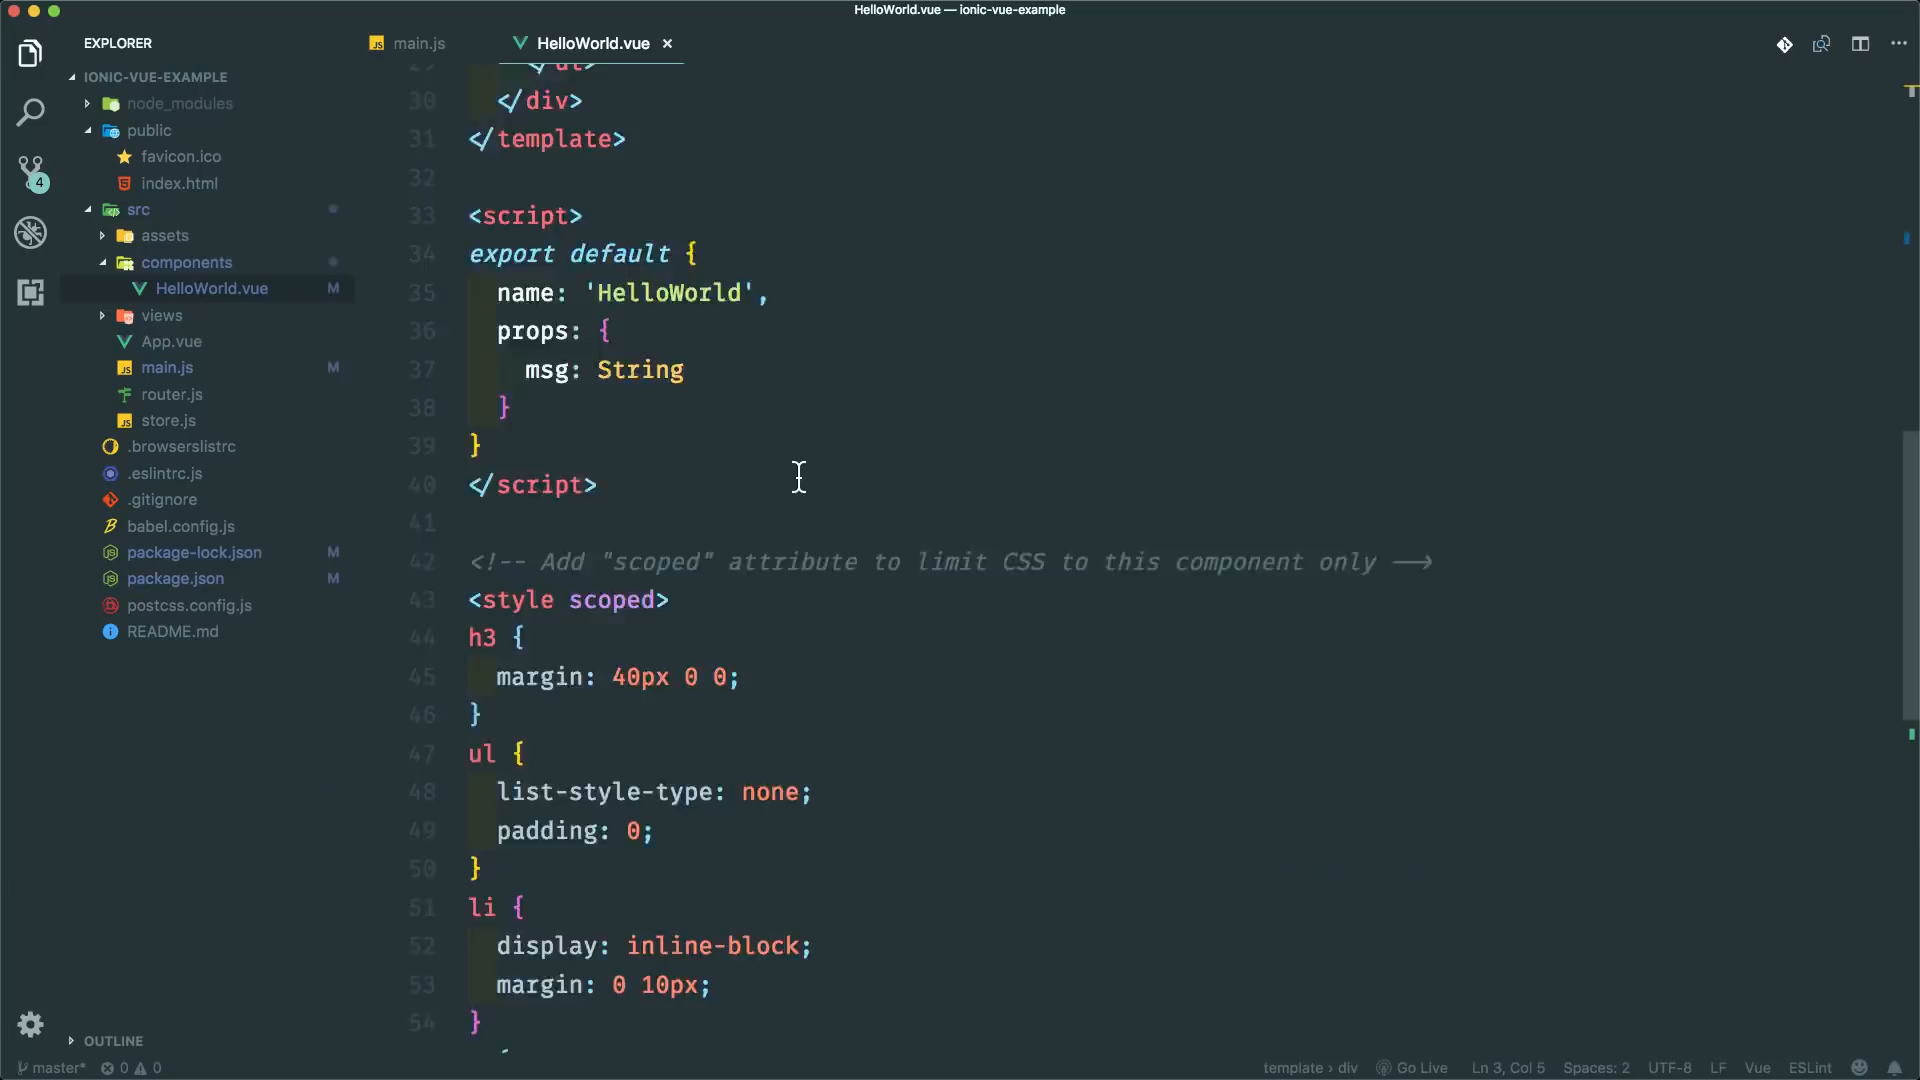 HelloWorld.vue — ionic-vue-example
EXPLORER
IONIC-VUE-EXAMPLE
node_modules
public
favicon.ico
index.html
src
assets
components
HelloWorld.vue M
views
App.vue
main.js M
router.js
store.js
.browserslistrc
.eslintrc.js
.gitignore
babel.config.js
package-lock.json M
package.json M
postcss.config.js
README.md
OUTLINE
4
main.js
HelloWorld.vue ×
29 </ul>
30 </div>
31 </template>
32
33 <script>
34 export default {
35 name: 'HelloWorld',
36 props: {
37 msg: String
38 }
39 }
40 </script>
41
42 <!-- Add "scoped" attribute to limit CSS to this component only -->
43 <style scoped>
44 h3 {
45 margin: 40px 0 0;
46 }
47 ul {
48 list-style-type: none;
49 padding: 0;
50 }
51 li {
52 display: inline-block;
53 margin: 0 10px;
54 }
master* 0 0 template › div Go Live Ln 3, Col 5 Spaces: 2 UTF-8 LF Vue ESLint